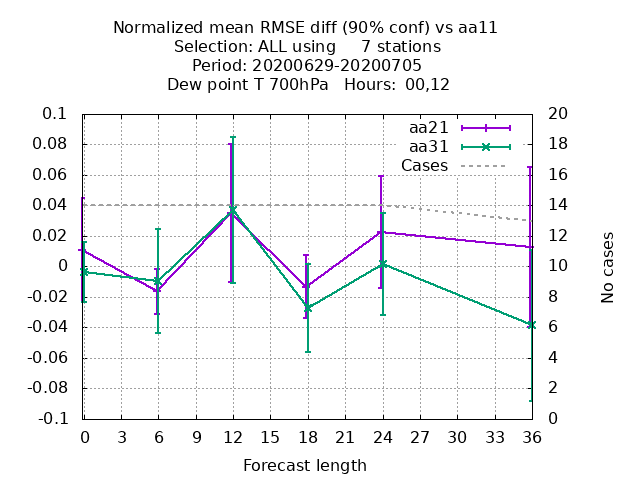 Normalized mean RMSE diff (90% conf) vs aa11
Selection: ALL using     7 stations
Period: 20200629-20200705
Dew point T 700hPa   Hours:  00,12
aa21
aa31
Cases
0.1
0.08
0.06
0.04
0.02
0
-0.02
-0.04
-0.06
-0.08
-0.1
20
18
16
14
12
10
8
6
4
2
0
No cases
0 3 6 9 12 15 18 21 24 27 30 33 36
Forecast length